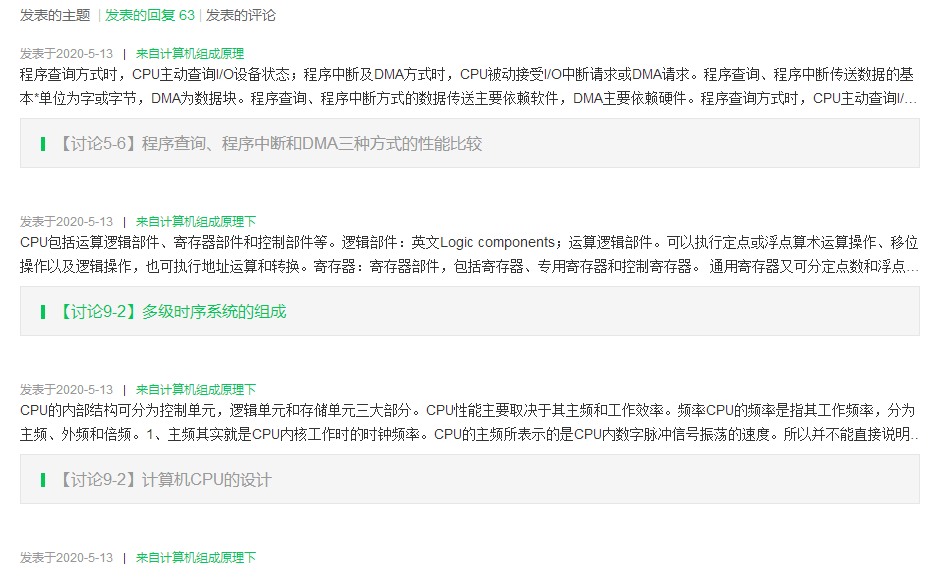 发表的主题 | 发表的回复 63 | 发表的评论
发表于2020-5-13 | 来自计算机组成原理
程序查询方式时，CPU主动查询I/O设备状态；程序中断及DMA方式时，CPU被动接受I/O中断请求或DMA请求。程序查询、程序中断传送数据的基
本*单位为字或字节，DMA为数据块。程序查询、程序中断方式的数据传送主要依赖软件，DMA主要依赖硬件。程序查询方式时，CPU主动查询I/…
【讨论5-6】程序查询、程序中断和DMA三种方式的性能比较
发表于2020-5-13 | 来自计算机组成原理下
CPU包括运算逻辑部件、寄存器部件和控制部件等。逻辑部件：英文Logic components；运算逻辑部件。可以执行定点或浮点算术运算操作、移位
操作以及逻辑操作，也可执行地址运算和转换。寄存器：寄存器部件，包括寄存器、专用寄存器和控制寄存器。 通用寄存器又可分定点数和浮点…
【讨论9-2】多级时序系统的组成
发表于2020-5-13 | 来自计算机组成原理下
CPU的内部结构可分为控制单元，逻辑单元和存储单元三大部分。CPU性能主要取决于其主频和工作效率。频率CPU的频率是指其工作频率，分为
主频、外频和倍频。1、主频其实就是CPU内核工作时的时钟频率。CPU的主频所表示的是CPU内数字脉冲信号振荡的速度。所以并不能直接说明…
【讨论9-2】计算机CPU的设计
发表于2020-5-13 | 来自计算机组成原理下